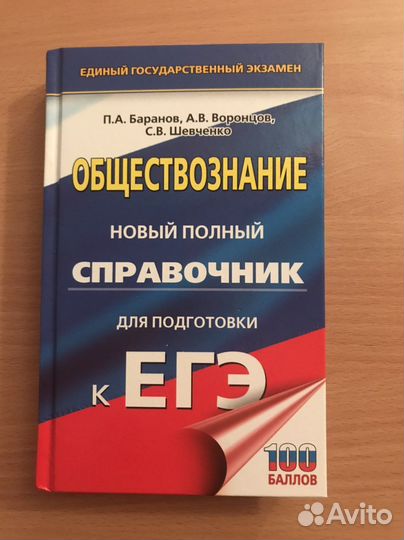 ЕДИНЫЙ ГОСУДАРСТВЕННЫЙ ЭКЗАМЕН
П.А. Баранов, А.В. Воронцов,
С.В. Шевченко
ОБЩЕСТВОЗНАНИЕ
НОВЫЙ ПОЛНЫЙ
СПРАВОЧНИК
ДЛЯ ПОДГОТОВКИ
К ЕГЭ
100
БАЛЛОВ
Avito